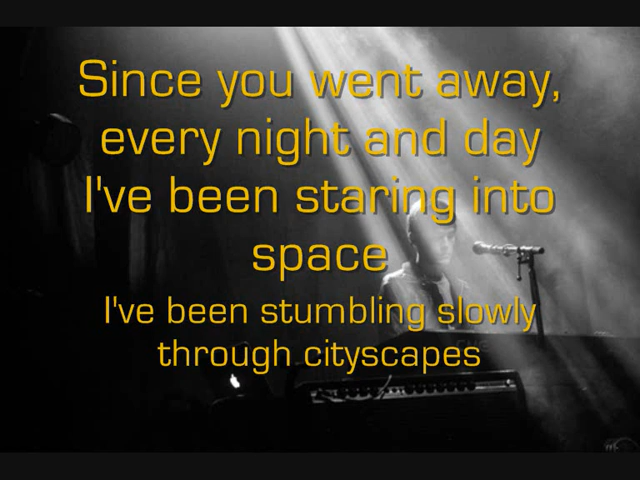 Since you went away,
every night and day
I've been staring into
space
I've been stumbling slowly
through cityscapes